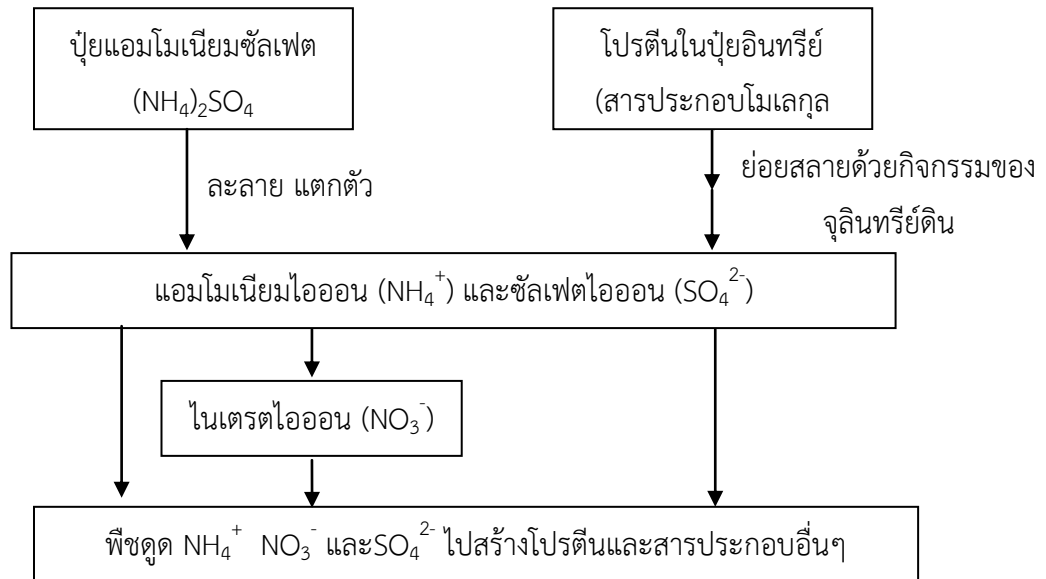 ปุ๋ยแอมโมเนียมซัลเฟต
(NH₄)₂SO₄
โปรตีนในปุ๋ยอินทรีย์
(สารประกอบโมเลกุล
ละลาย แตกตัว
ย่อยสลายด้วยกิจกรรมของ
จุลินทรีย์ดิน
แอมโมเนียมไอออน (NH₄⁺) และซัลเฟตไอออน (SO₄²⁻)
ไนเตรตไอออน (NO₃⁻)
พืชดูด NH₄⁺ NO₃⁻ และSO₄²⁻ ไปสร้างโปรตีนและสารประกอบอื่นๆ